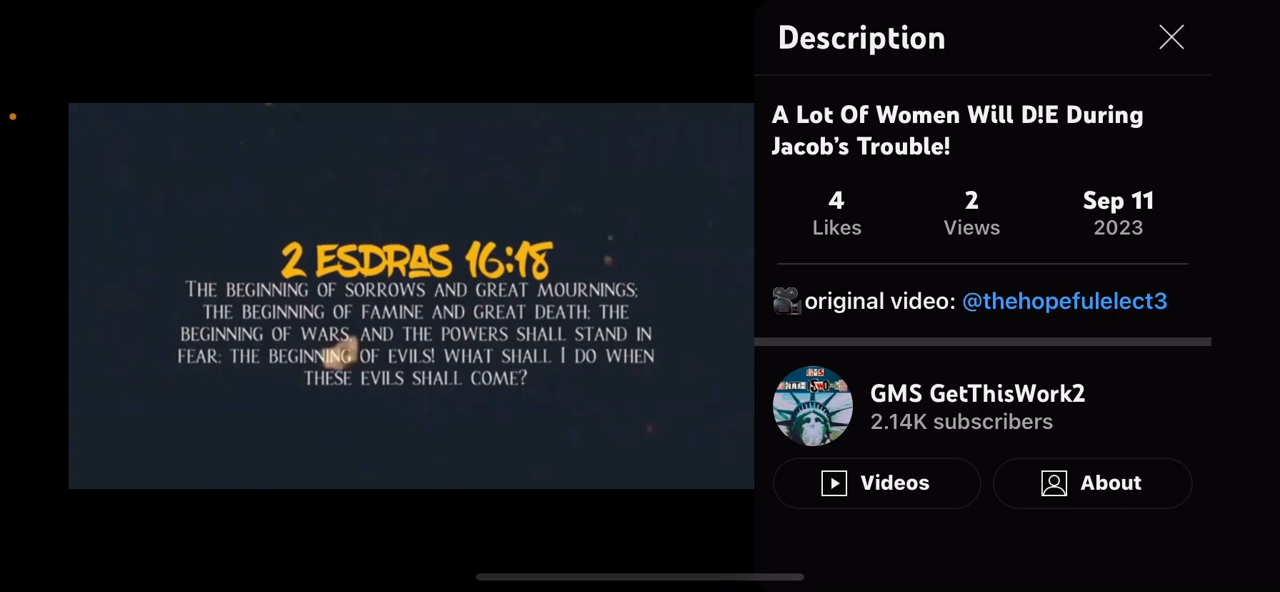 2 ESDRAS 16:18
THE BEGINNING OF SORROWS AND GREAT MOURNINGS;
THE BEGINNING OF FAMINE AND GREAT DEATH; THE
BEGINNING OF WARS, AND THE POWERS SHALL STAND IN
FEAR; THE BEGINNING OF EVILS! WHAT SHALL I DO WHEN
THESE EVILS SHALL COME?
Description
A Lot Of Women Will D!E During
Jacob's Trouble!
4
Likes
2
Views
Sep 11
2023
original video: @thehopefulelect3
GMS
GMS GetThisWork2
2.14K subscribers
Videos
About